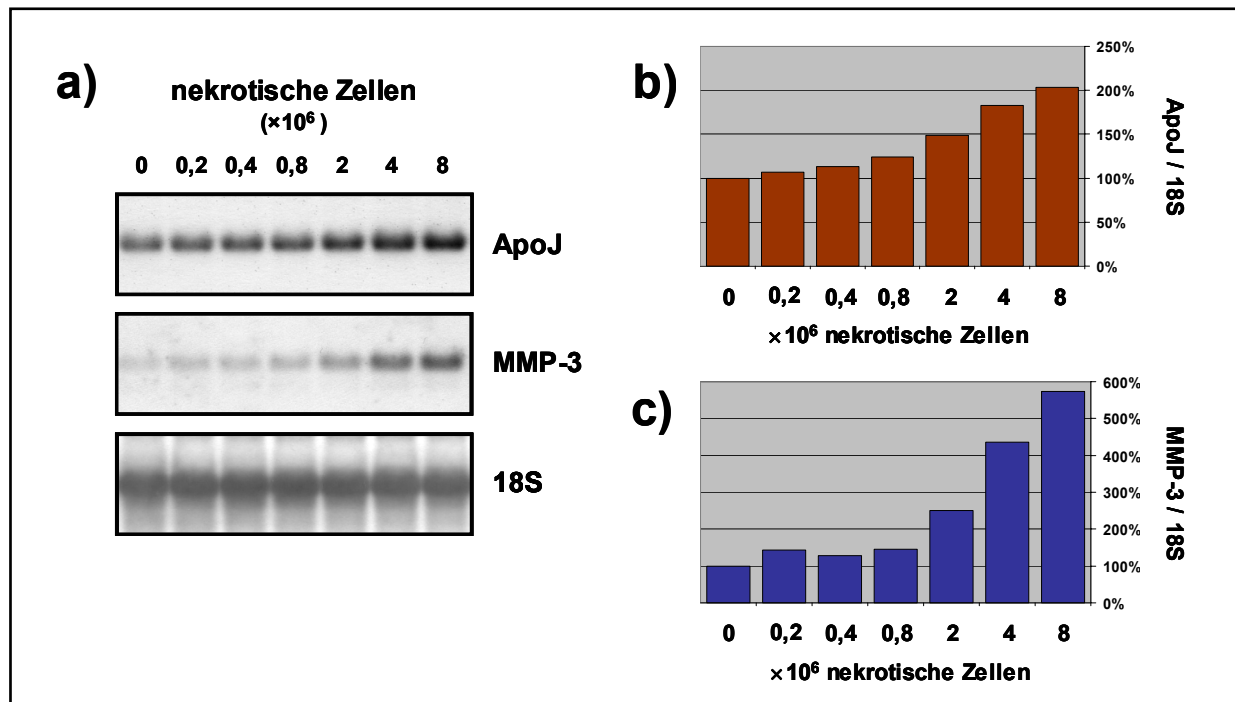 a)
nekrotische Zellen
(×10⁶)
0 0,2 0,4 0,8 2 4 8
ApoJ
MMP-3
18S
b)
250%
200%
150%
100%
50%
0%
ApoJ / 18S
0 0,2 0,4 0,8 2 4 8
×10⁶ nekrotische Zellen
c)
600%
500%
400%
300%
200%
100%
0%
MMP-3 / 18S
0 0,2 0,4 0,8 2 4 8
×10⁶ nekrotische Zellen